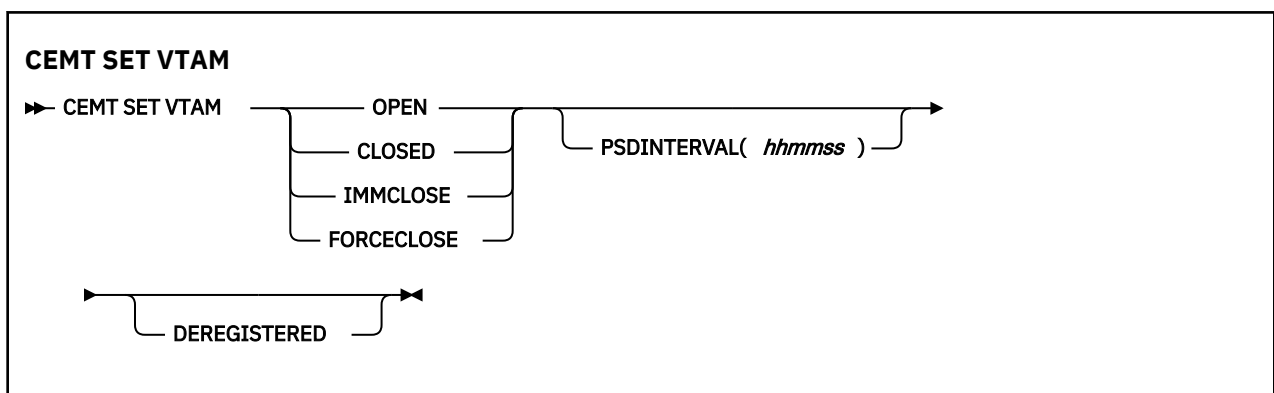 CEMT SET VTAM
CEMT SET VTAM
OPEN
CLOSED
IMMCLOSE
FORCECLOSE
PSDINTERVAL( hhmmss )
DEREGISTERED